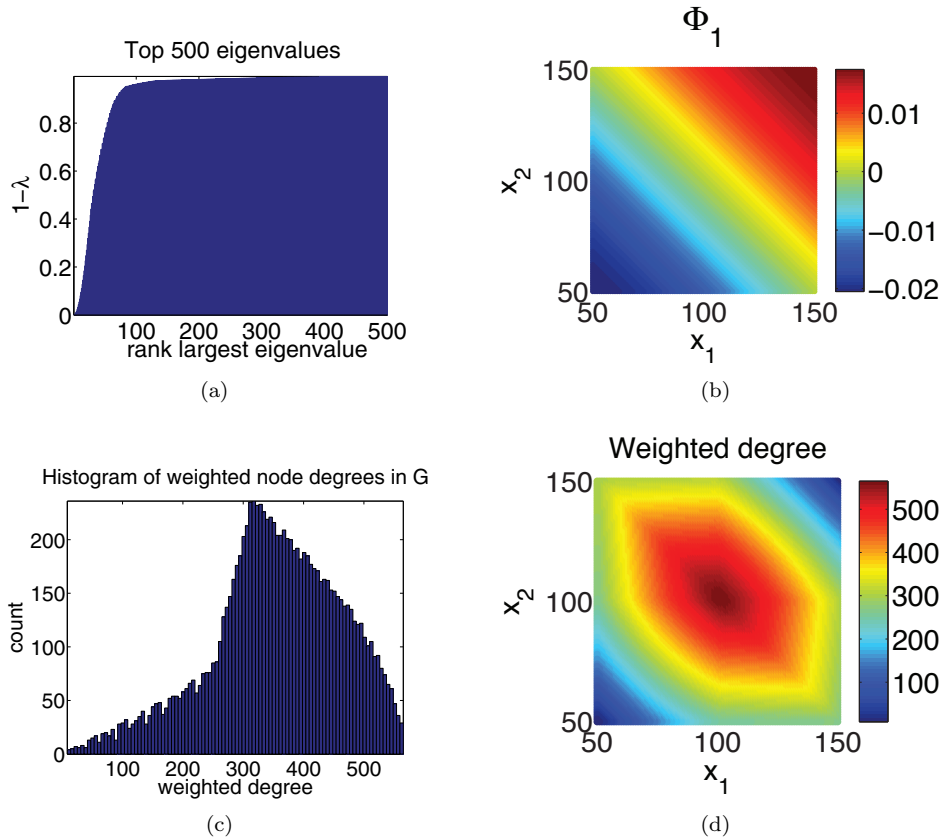 Top 500 eigenvalues
1−λ
0.8
0.6
0.4
0.2
0
100 200 300 400 500
rank largest eigenvalue
(a)
Φ1
x2
150
100
50
50 100 150
x1
0.01
0
−0.01
−0.02
(b)
Histogram of weighted node degrees in G
count
200
150
100
50
0
100 200 300 400 500
weighted degree
(c)
Weighted degree
x2
150
100
50
50 100 150
x1
500
400
300
200
100
(d)